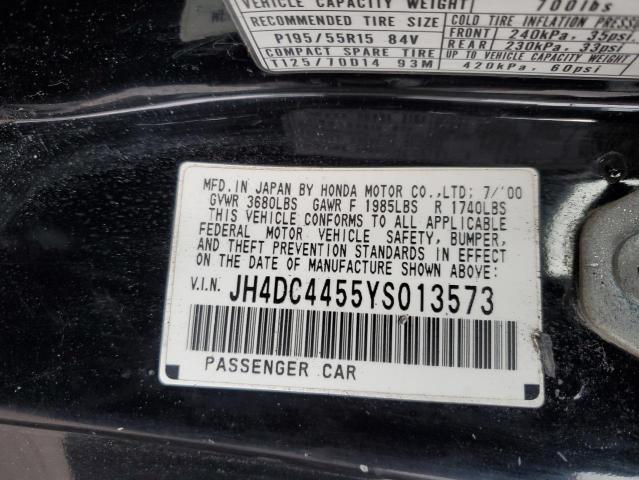 VEHICLE CAPACITY WEIGHT 700lbs
RECOMMENDED TIRE SIZE COLD TIRE INFLATION PRESSURE
P195/55R15 84V FRONT 240kPa, 35psi
REAR 230kPa, 33psi
COMPACT SPARE TIRE VEHICLE CAPACITY WEIGHT
T125/70D14 93M 420kPa, 60psi
MFD. IN JAPAN BY HONDA MOTOR CO., LTD; 7/'00
GVWR 3680LBS GAWR F 1985LBS R 1740LBS
THIS VEHICLE CONFORMS TO ALL APPLICABLE
FEDERAL MOTOR VEHICLE SAFETY, BUMPER,
AND THEFT PREVENTION STANDARDS IN EFFECT
ON THE DATE OF MANUFACTURE SHOWN ABOVE:
V.I.N. JH4DC4455YS013573
PASSENGER CAR